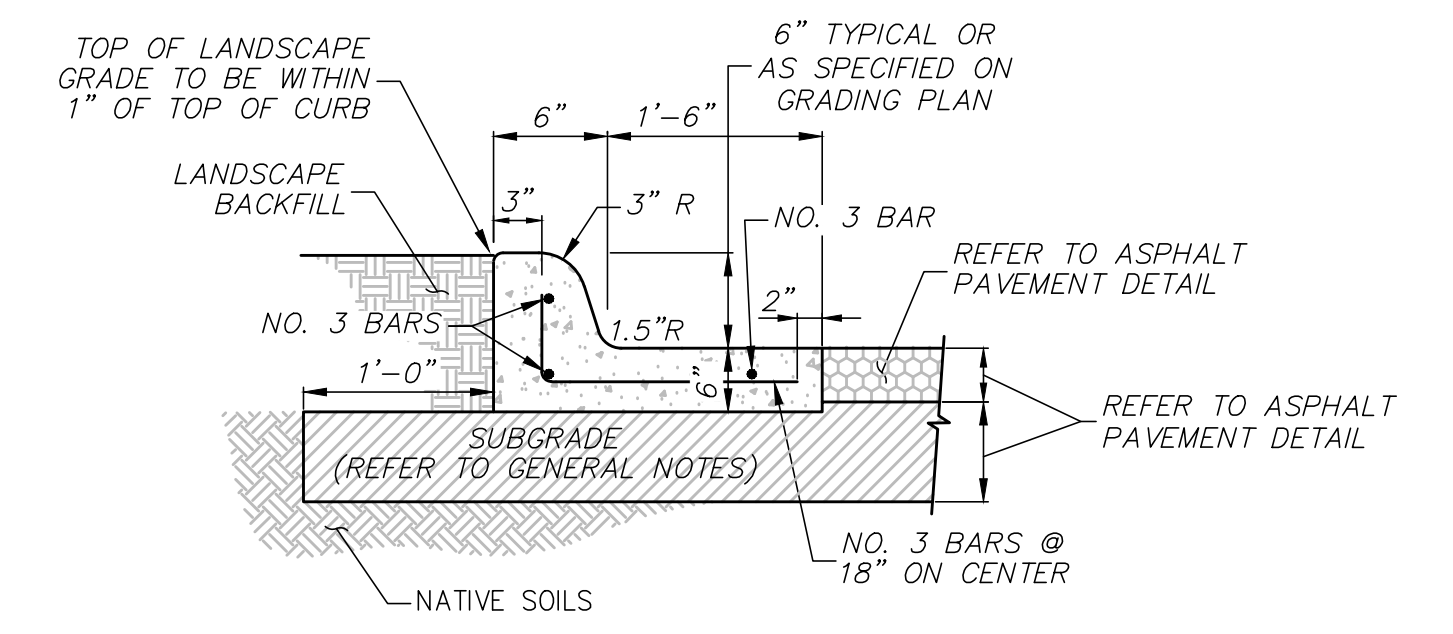 TOP OF LANDSCAPE
GRADE TO BE WITHIN
1" OF TOP OF CURB
6" TYPICAL OR
AS SPECIFIED ON
GRADING PLAN
6"
1'-6"
LANDSCAPE
BACKFILL
3"
3" R
NO. 3 BAR
REFER TO ASPHALT
PAVEMENT DETAIL
2"
NO. 3 BARS
1.5"R
1'-0"
6"
REFER TO ASPHALT
PAVEMENT DETAIL
SUBGRADE
(REFER TO GENERAL NOTES)
NO. 3 BARS @
18" ON CENTER
NATIVE SOILS